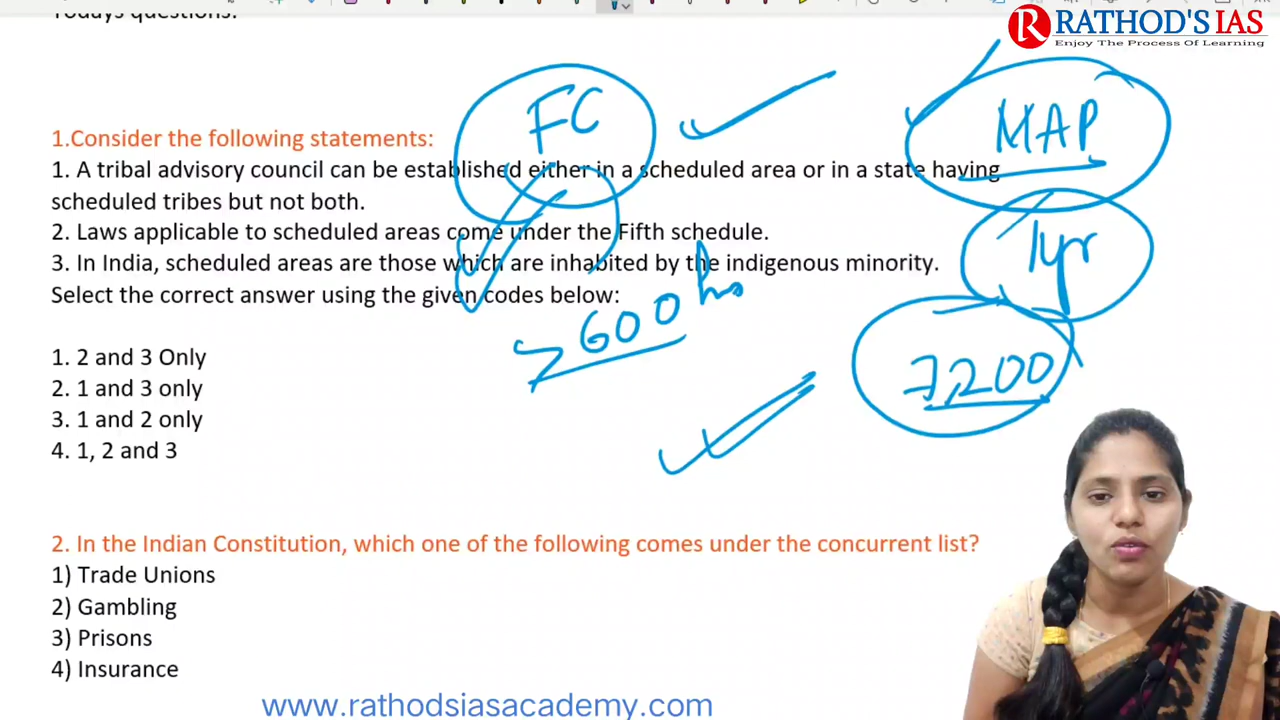 Todays questions:
RATHOD'S IAS
Enjoy The Process Of Learning
FC
MAP
1.Consider the following statements:
1. A tribal advisory council can be established either in a scheduled area or in a state having
scheduled tribes but not both.
2. Laws applicable to scheduled areas come under the Fifth schedule.
1yr
3. In India, scheduled areas are those which are inhabited by the indigenous minority.
Select the correct answer using the given codes below:
>600 hrs
1. 2 and 3 Only
7,200
2. 1 and 3 only
3. 1 and 2 only
4. 1, 2 and 3
2. In the Indian Constitution, which one of the following comes under the concurrent list?
1) Trade Unions
2) Gambling
3) Prisons
4) Insurance
www.rathodsiasacademy.com